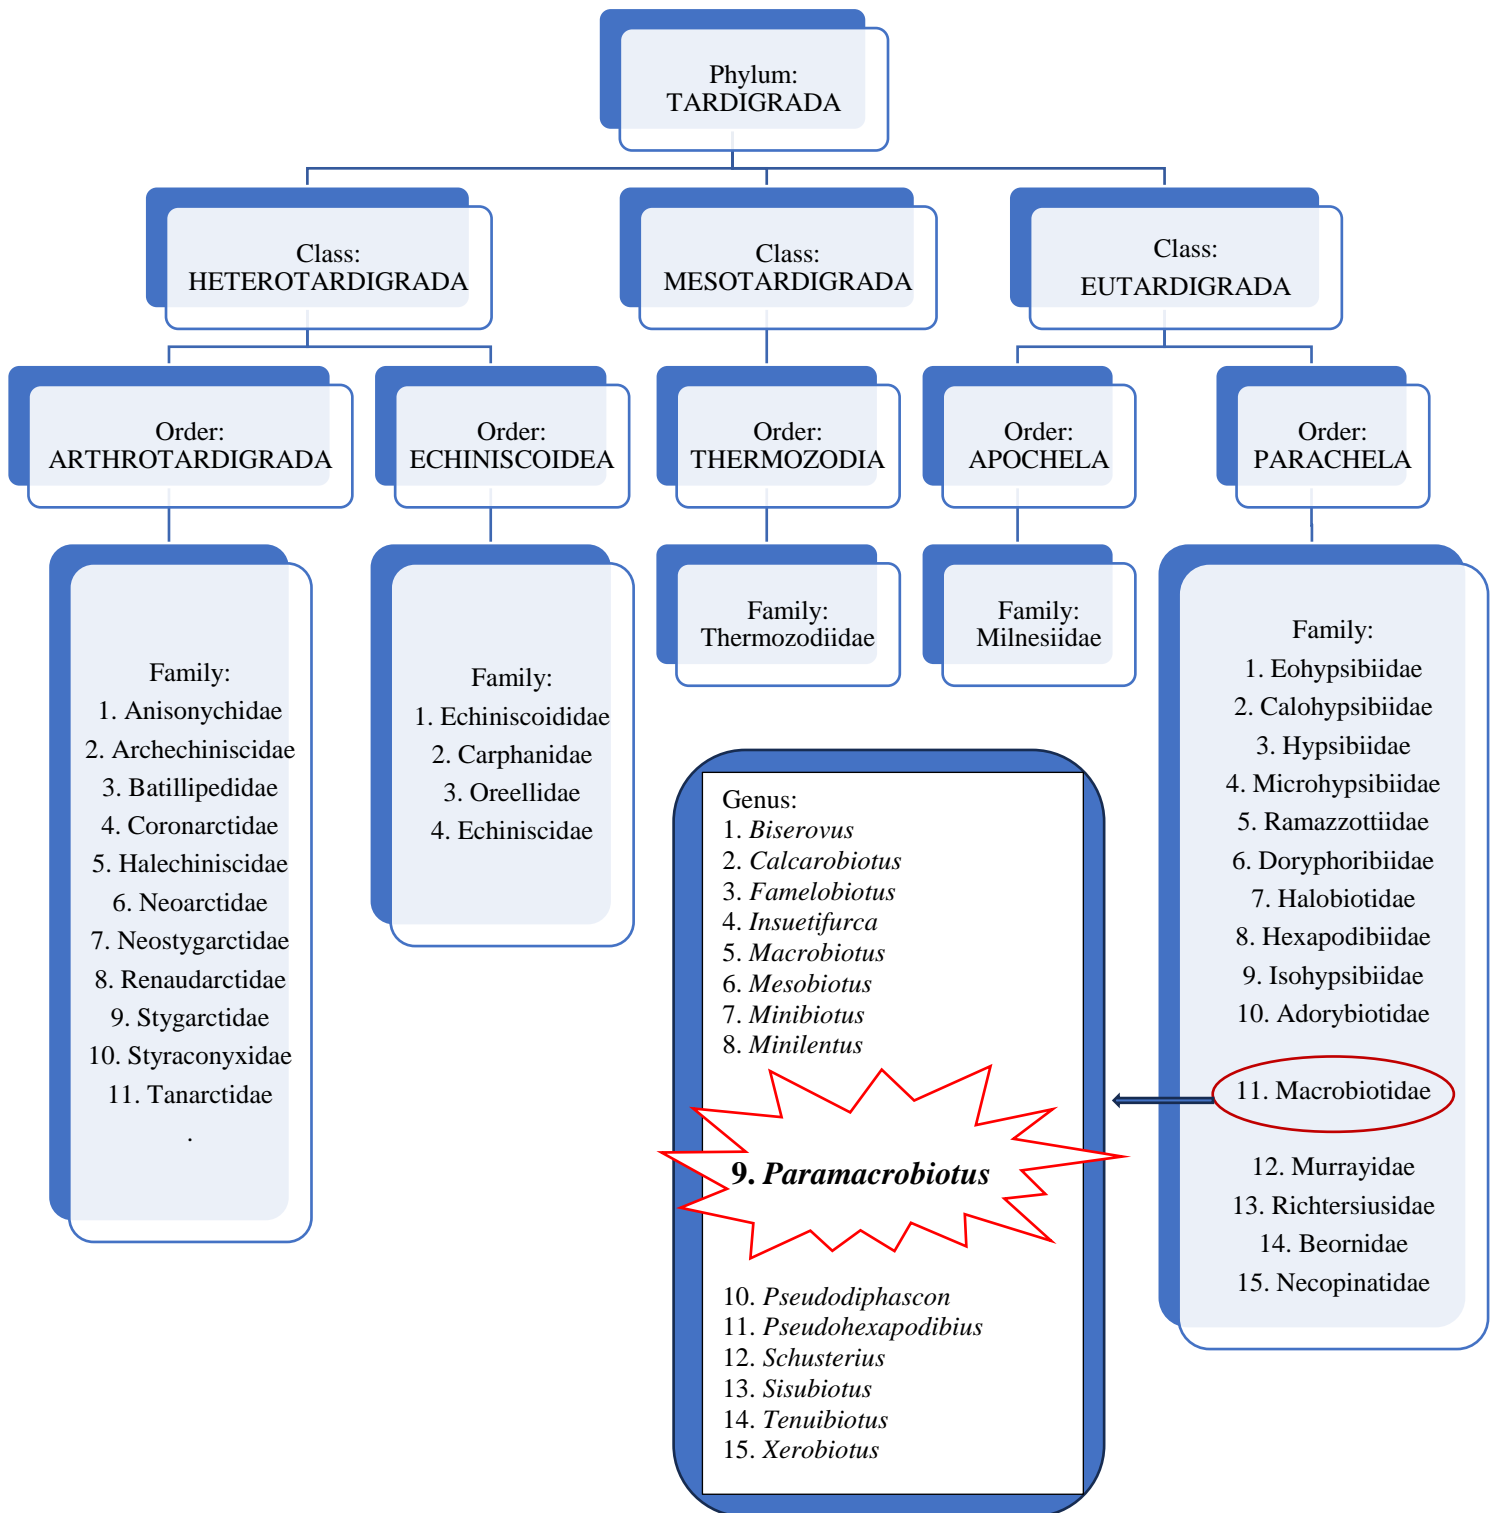 Phylum:
TARDIGRADA
Class:
HETEROTARDIGRADA
Class:
MESOTARDIGRADA
Class:
EUTARDIGRADA
Order:
ARTHROTARDIGRADA
Order:
ECHINISCOIDEA
Order:
THERMOZODIA
Order:
APOCHELA
Order:
PARACHELA
Family:
1. Anisonychidae
2. Archechiniscidae
3. Batillipedidae
4. Coronarctidae
5. Halechiniscidae
6. Neoarctidae
7. Neostygarctidae
8. Renaudarctidae
9. Stygarctidae
10. Styraconyxidae
11. Tanarctidae
.
Family:
1. Echiniscoididae
2. Carphanidae
3. Oreellidae
4. Echiniscidae
Family:
Thermozodiidae
Family:
Milnesiidae
Family:
1. Eohypsibiidae
2. Calohypsibiidae
3. Hypsibiidae
4. Microhypsibiidae
5. Ramazzottiidae
6. Doryphoribiidae
7. Halobiotidae
8. Hexapodibiidae
9. Isohypsibiidae
10. Adorybiotidae
11. Macrobiotidae
12. Murrayidae
13. Richtersiusidae
14. Beornidae
15. Necopinatidae
Genus:
1. Biserovus
2. Calcarobiotus
3. Famelobiotus
4. Insuetifurca
5. Macrobiotus
6. Mesobiotus
7. Minibiotus
8. Minilentus
9. Paramacrobiotus
10. Pseudodiphascon
11. Pseudohexapodibius
12. Schusterius
13. Sisubiotus
14. Tenuibiotus
15. Xerobiotus